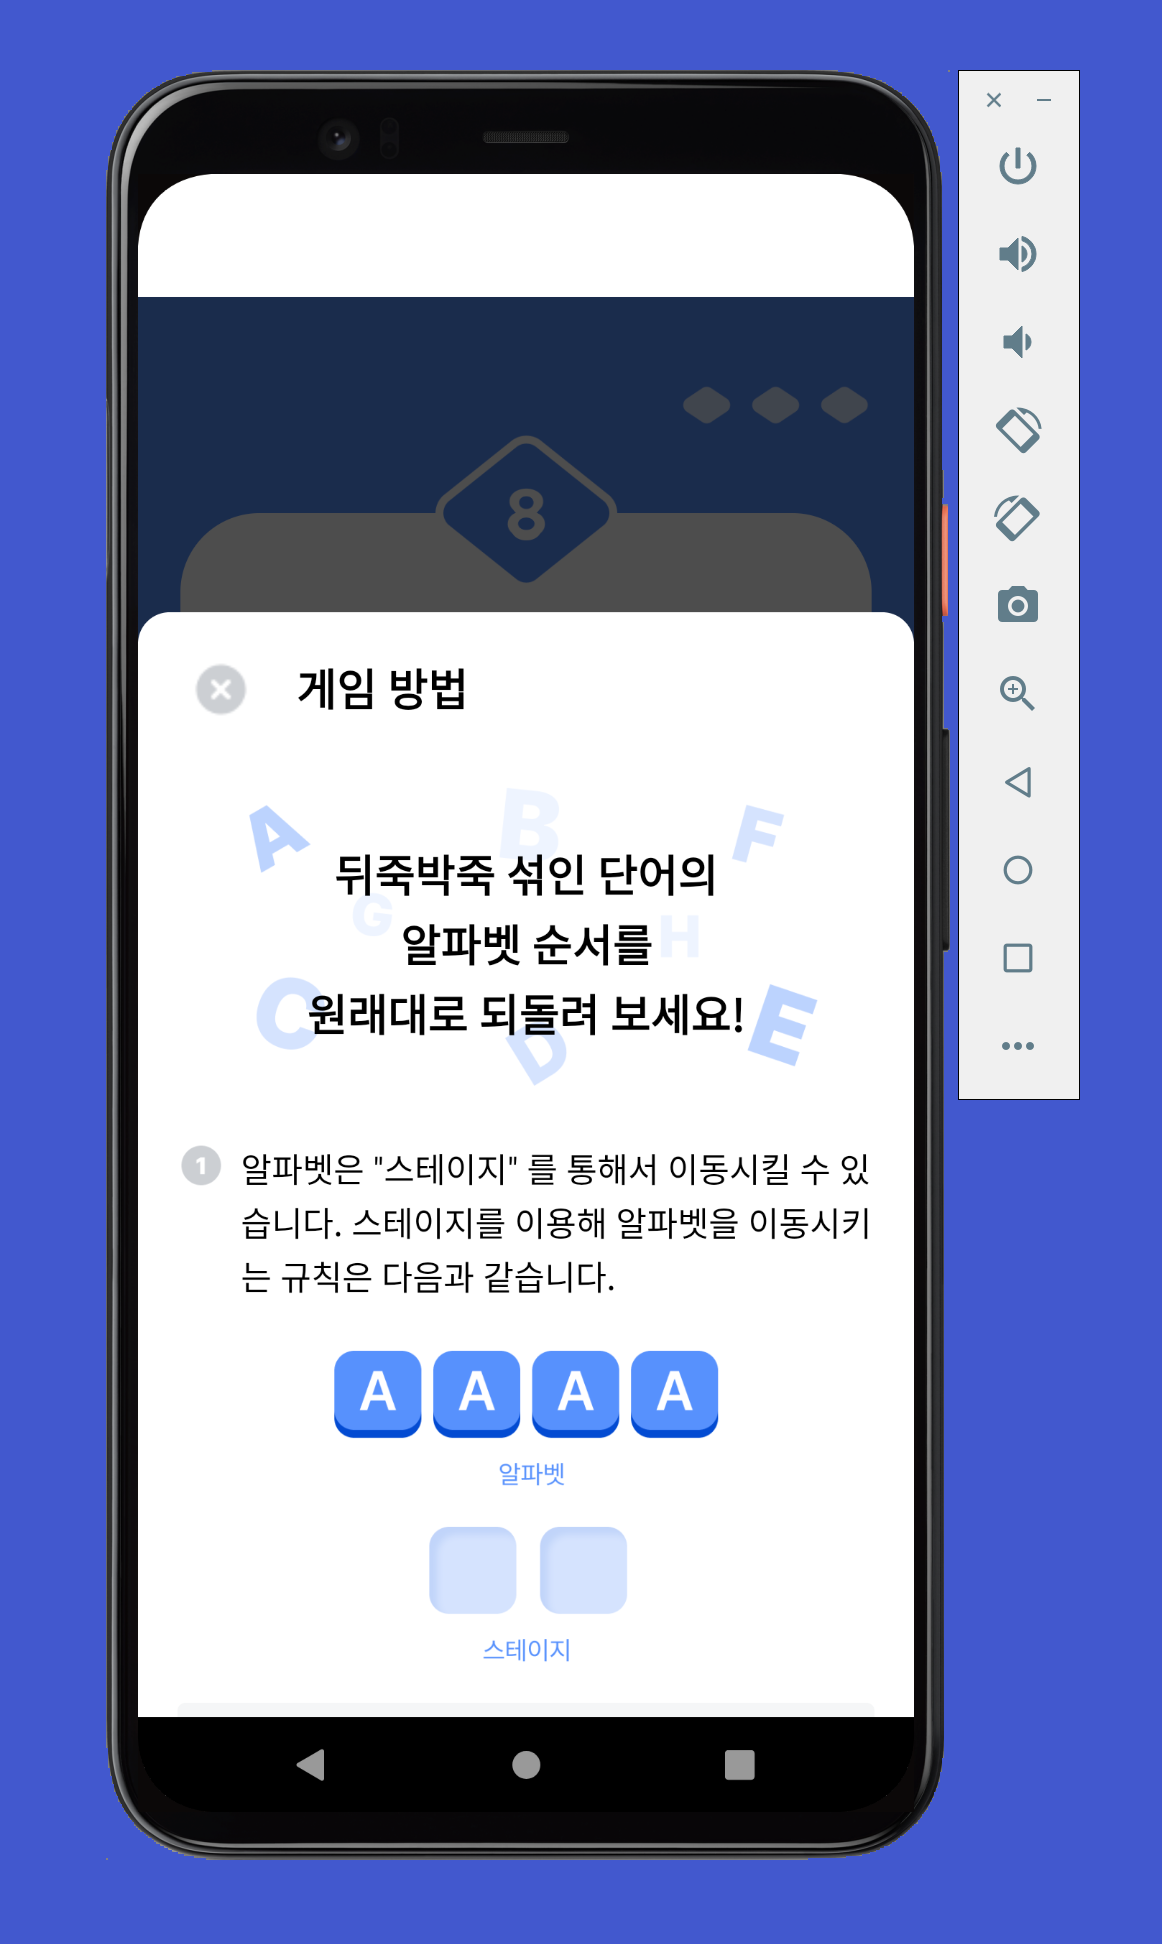 8
게임 방법
A B F
뒤죽박죽 섞인 단어의
G H
알파벳 순서를
C D E
원래대로 되돌려 보세요!
1 알파벳은 "스테이지" 를 통해서 이동시킬 수 있
습니다. 스테이지를 이용해 알파벳을 이동시키
는 규칙은 다음과 같습니다.
A A A A
알파벳
스테이지